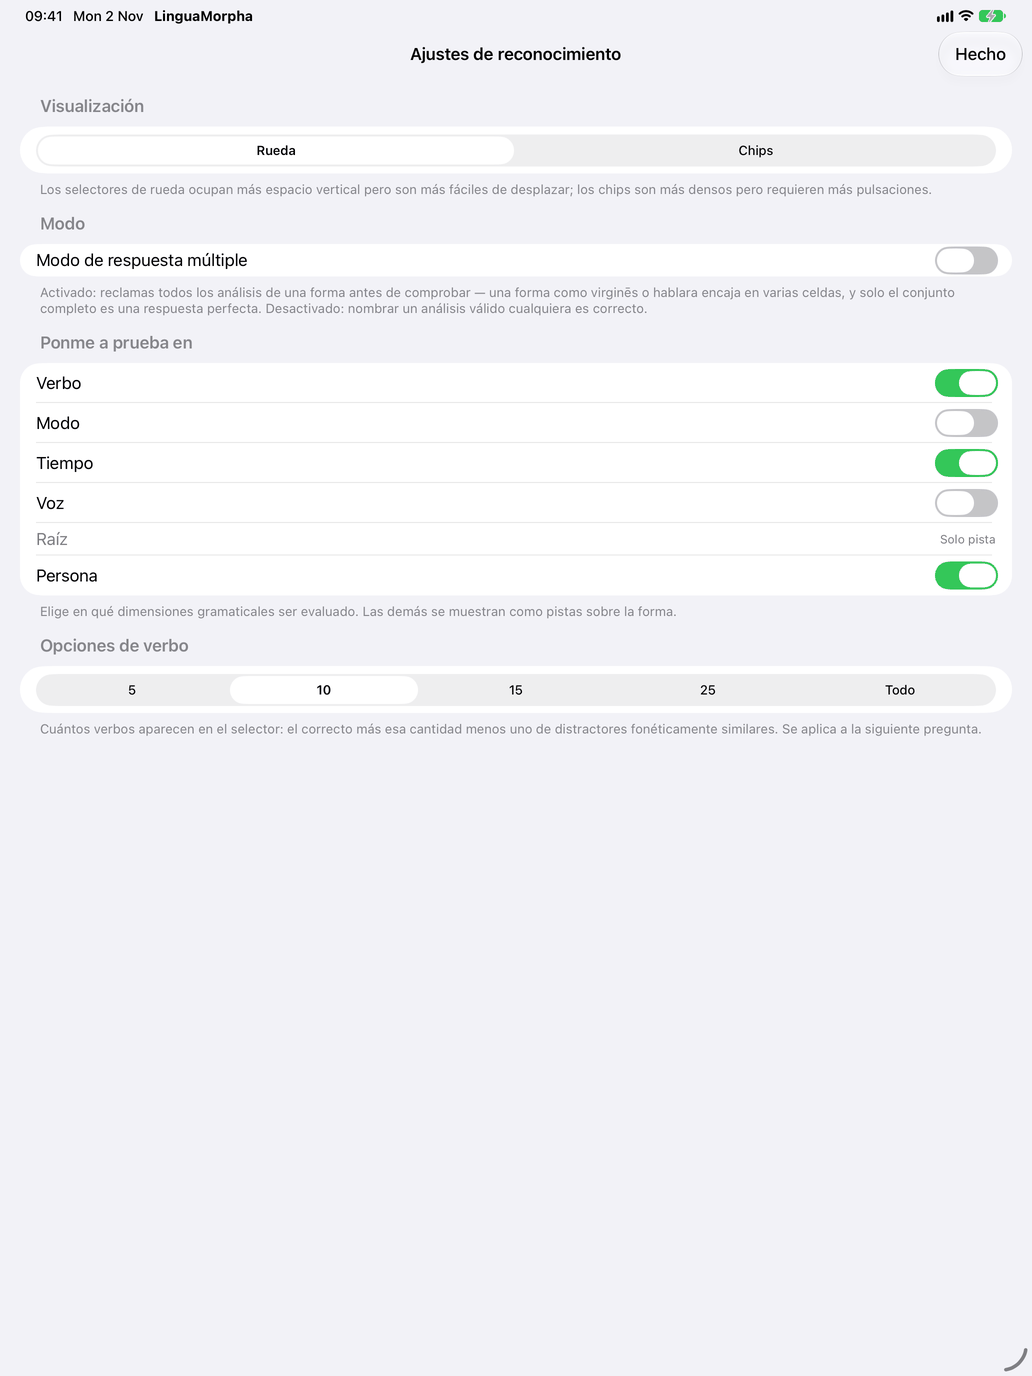 09:41 Mon 2 Nov LinguaMorpha
Ajustes de reconocimiento
Hecho
Visualización
Rueda
Chips
Los selectores de rueda ocupan más espacio vertical pero son más fáciles de desplazar; los chips son más densos pero requieren más pulsaciones.
Modo
Modo de respuesta múltiple
Activado: reclamas todos los análisis de una forma antes de comprobar — una forma como virginēs o hablara encaja en varias celdas, y solo el conjunto
completo es una respuesta perfecta. Desactivado: nombrar un análisis válido cualquiera es correcto.
Ponme a prueba en
Verbo
Modo
Tiempo
Voz
Raíz
Solo pista
Persona
Elige en qué dimensiones gramaticales ser evaluado. Las demás se muestran como pistas sobre la forma.
Opciones de verbo
5
10
15
25
Todo
Cuántos verbos aparecen en el selector: el correcto más esa cantidad menos uno de distractores fonéticamente similares. Se aplica a la siguiente pregunta.